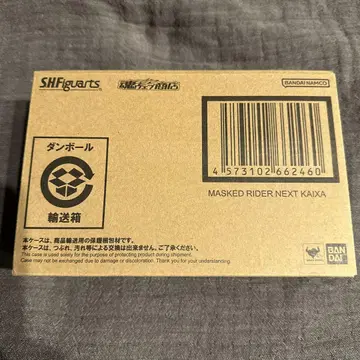 S.H.Figuarts
魂ウェブ商店
BANDAI NAMCO
ダンボール
輸送箱
4 573102 662460
MASKED RIDER NEXT KAIXA
本ケースは、商品輸送用の保護梱包材です。
本ケースは、つぶれ、汚れ等による交換は出来ません。ご了承ください。
This case is used safely for the purpose of protecting product during shipment.
Case may not be exchanged due to damage or discoloration. Thank you for your understanding.
BAN
DAI